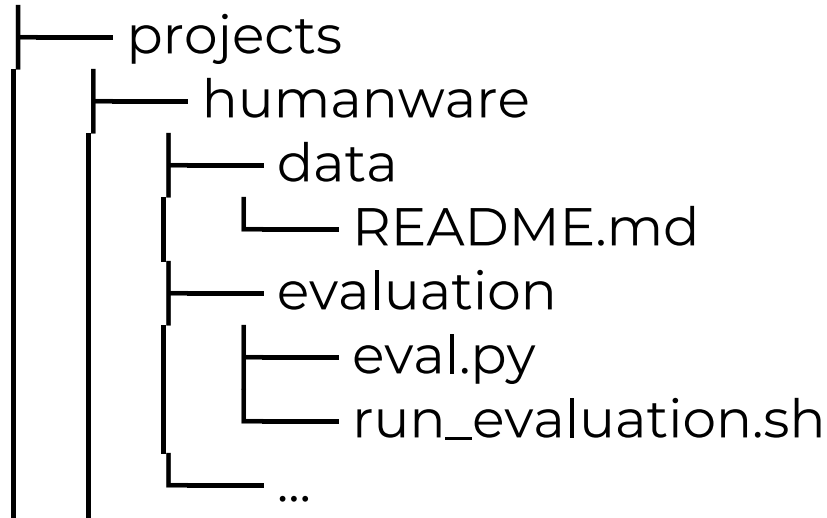 projects
humanware
data
README.md
evaluation
eval.py
run_evaluation.sh
...